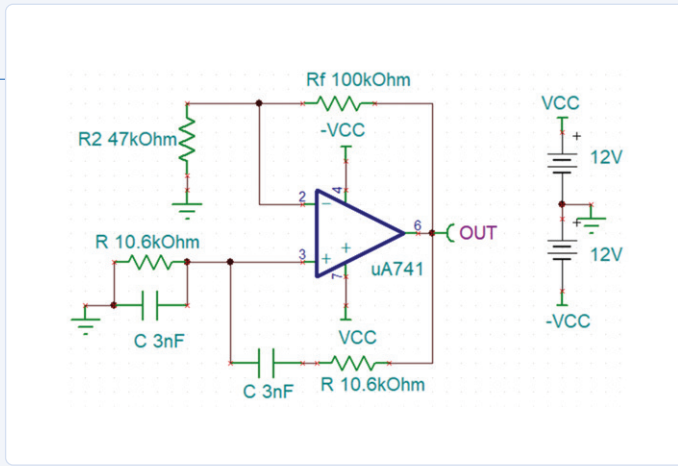 Rf 100kOhm
-VCC
VCC
R2 47kOhm
+
12V
4
2
-
6
OUT
+
R 10.6kOhm
3
+
+
uA741
12V
7
C 3nF
VCC
-VCC
C 3nF
R 10.6kOhm